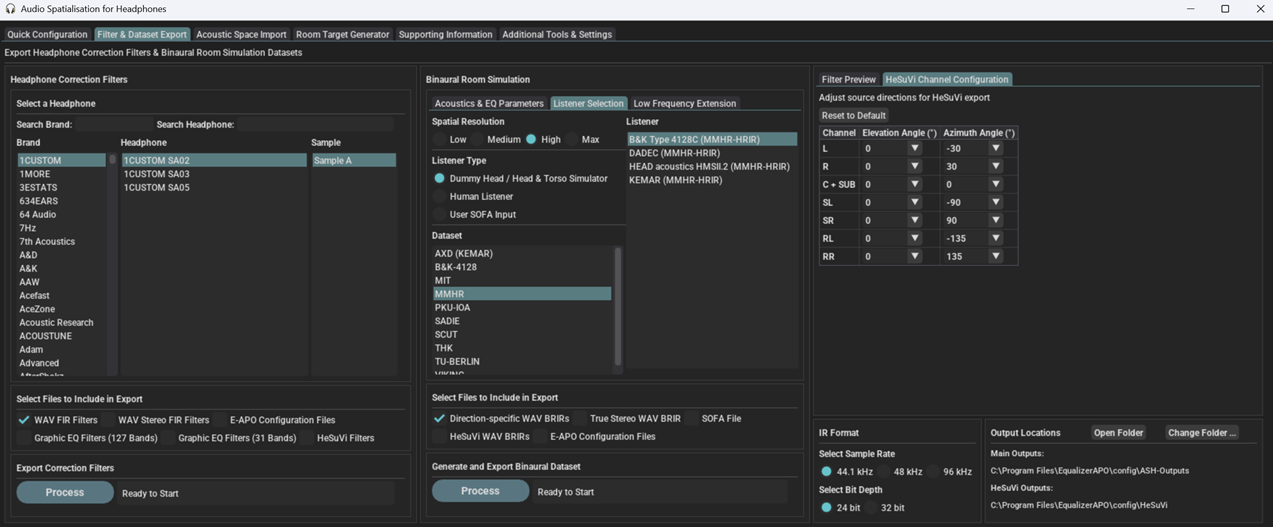 Audio Spatialisation for Headphones
Quick Configuration Filter & Dataset Export Acoustic Space Import Room Target Generator Supporting Information Additional Tools & Settings
Export Headphone Correction Filters & Binaural Room Simulation Datasets
Headphone Correction Filters
Select a Headphone
Search Brand: Search Headphone:
Brand Headphone Sample
1CUSTOM 1CUSTOM SA02 Sample A
1MORE 1CUSTOM SA03
3ESTATS 1CUSTOM SA05
634EARS
64 Audio
7Hz
7th Acoustics
A&D
A&K
AAW
Acefast
AceZone
Acoustic Research
ACOUSTUNE
Adam
Advanced
AfterShokz
Select Files to Include in Export
WAV FIR Filters WAV Stereo FIR Filters E-APO Configuration Files
Graphic EQ Filters (127 Bands) Graphic EQ Filters (31 Bands) HeSuVi Filters
Export Correction Filters
Process Ready to Start
Binaural Room Simulation
Acoustics & EQ Parameters Listener Selection Low Frequency Extension
Spatial Resolution
Low Medium High Max
Listener Type
Dummy Head / Head & Torso Simulator
Human Listener
User SOFA Input
Dataset
AXD (KEMAR)
B&K-4128
MIT
MMHR
PKU-IOA
SADIE
SCUT
THK
TU-BERLIN
VIKING
Listener
B&K Type 4128C (MMHR-HRIR)
DADEC (MMHR-HRIR)
HEAD acoustics HMSII.2 (MMHR-HRIR)
KEMAR (MMHR-HRIR)
Select Files to Include in Export
Direction-specific WAV BRIRs True Stereo WAV BRIR SOFA File
HeSuVi WAV BRIRs E-APO Configuration Files
Generate and Export Binaural Dataset
Process Ready to Start
Filter Preview HeSuVi Channel Configuration
Adjust source directions for HeSuVi export
Reset to Default
Channel Elevation Angle (°) Azimuth Angle (°)
L 0 -30
R 0 30
C + SUB 0 0
SL 0 -90
SR 0 90
RL 0 -135
RR 0 135
IR Format
Select Sample Rate
44.1 kHz 48 kHz 96 kHz
Select Bit Depth
24 bit 32 bit
Output Locations Open Folder Change Folder ...
Main Outputs:
C:\Program Files\EqualizerAPO\config\ASH-Outputs
HeSuVi Outputs:
C:\Program Files\EqualizerAPO\config\HeSuVi